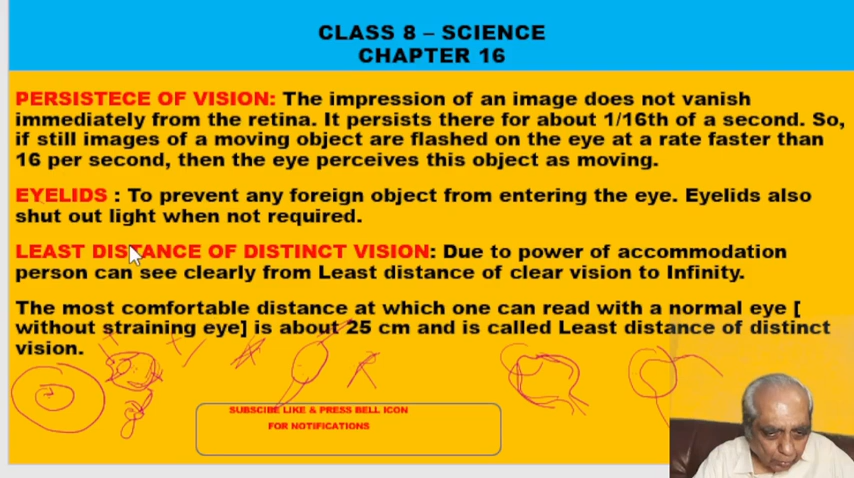 CLASS 8 – SCIENCE
CHAPTER 16
PERSISTECE OF VISION: The impression of an image does not vanish
immediately from the retina. It persists there for about 1/16th of a second. So,
if still images of a moving object are flashed on the eye at a rate faster than
16 per second, then the eye perceives this object as moving.
EYELIDS : To prevent any foreign object from entering the eye. Eyelids also
shut out light when not required.
LEAST DISTANCE OF DISTINCT VISION: Due to power of accommodation
person can see clearly from Least distance of clear vision to Infinity.
The most comfortable distance at which one can read with a normal eye [
without straining eye] is about 25 cm and is called Least distance of distinct
vision.
SUBSCIBE LIKE & PRESS BELL ICON
FOR NOTIFICATIONS